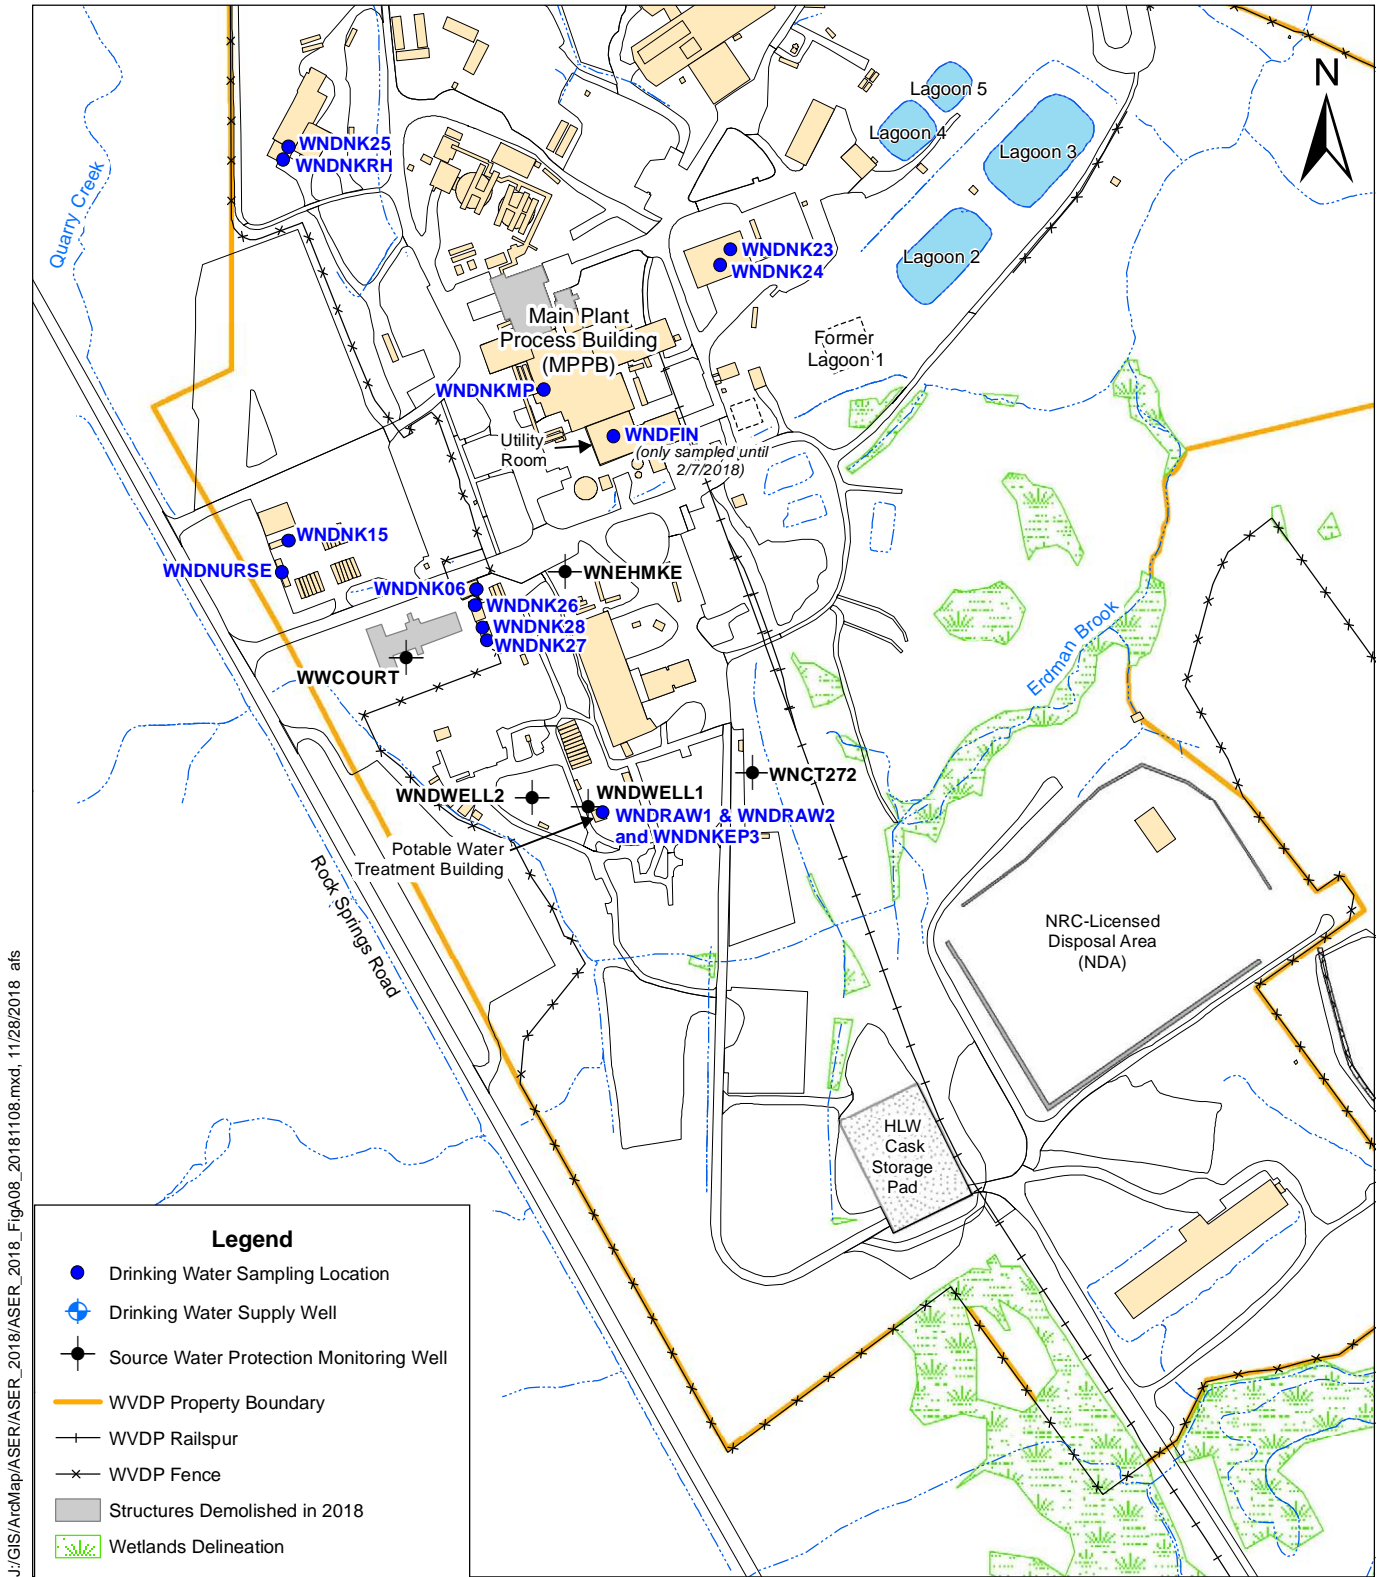 N
Lagoon 5
Lagoon 4
Lagoon 3
WNDNK25
WNDNKRH
Quarry Creek
WNDNK23
WNDNK24
Lagoon 2
Main Plant
Process Building
(MPPB)
Former
Lagoon 1
WNDNKMP
Utility
Room
WNDFIN
(only sampled until
2/7/2018)
WNDNK15
WNDNURSE
WNEHMKE
WNDNK06
WNDNK26
WNDNK28
WNDNK27
WWCOURT
Erdman Brook
WNCT272
WNDWELL2
WNDWELL1
WNDRAW1 & WNDRAW2
and WNDNKEP3
Potable Water
Treatment Building
Rock Springs Road
NRC-Licensed
Disposal Area
(NDA)
HLW
Cask
Storage
Pad
Legend
Drinking Water Sampling Location
Drinking Water Supply Well
Source Water Protection Monitoring Well
WVDP Property Boundary
WVDP Railspur
WVDP Fence
Structures Demolished in 2018
Wetlands Delineation
J:/GIS/ArcMap/ASER/ASER_2018/ASER_2018_FigA08_20181108.mxd, 11/28/2018 afs